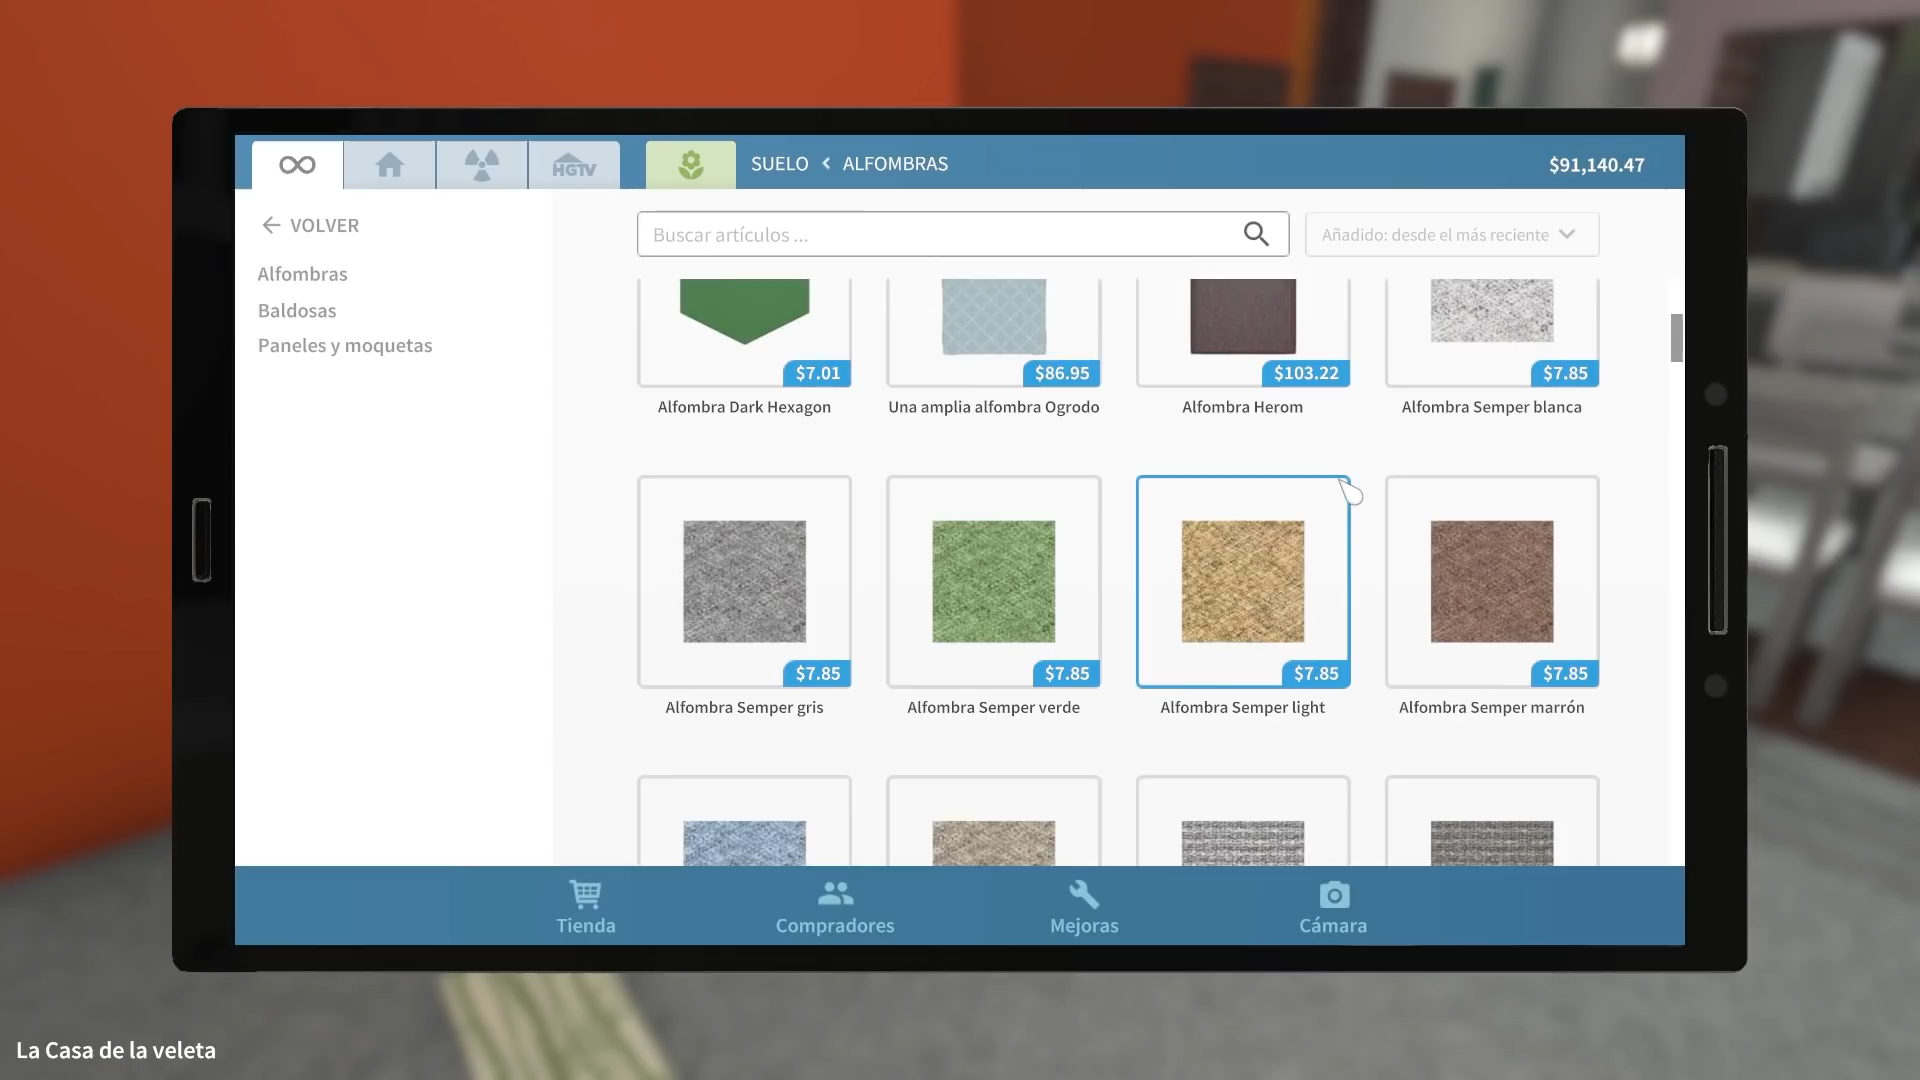 HGTV
SUELO < ALFOMBRAS
$91,140.47
VOLVER
Alfombras
Baldosas
Paneles y moquetas
Buscar artículos ...
Añadido: desde el más reciente
$7.01
$86.95
$103.22
$7.85
Alfombra Dark Hexagon
Una amplia alfombra Ogrodo
Alfombra Herom
Alfombra Semper blanca
$7.85
$7.85
$7.85
$7.85
Alfombra Semper gris
Alfombra Semper verde
Alfombra Semper light
Alfombra Semper marrón
Tienda
Compradores
Mejoras
Cámara
La Casa de la veleta